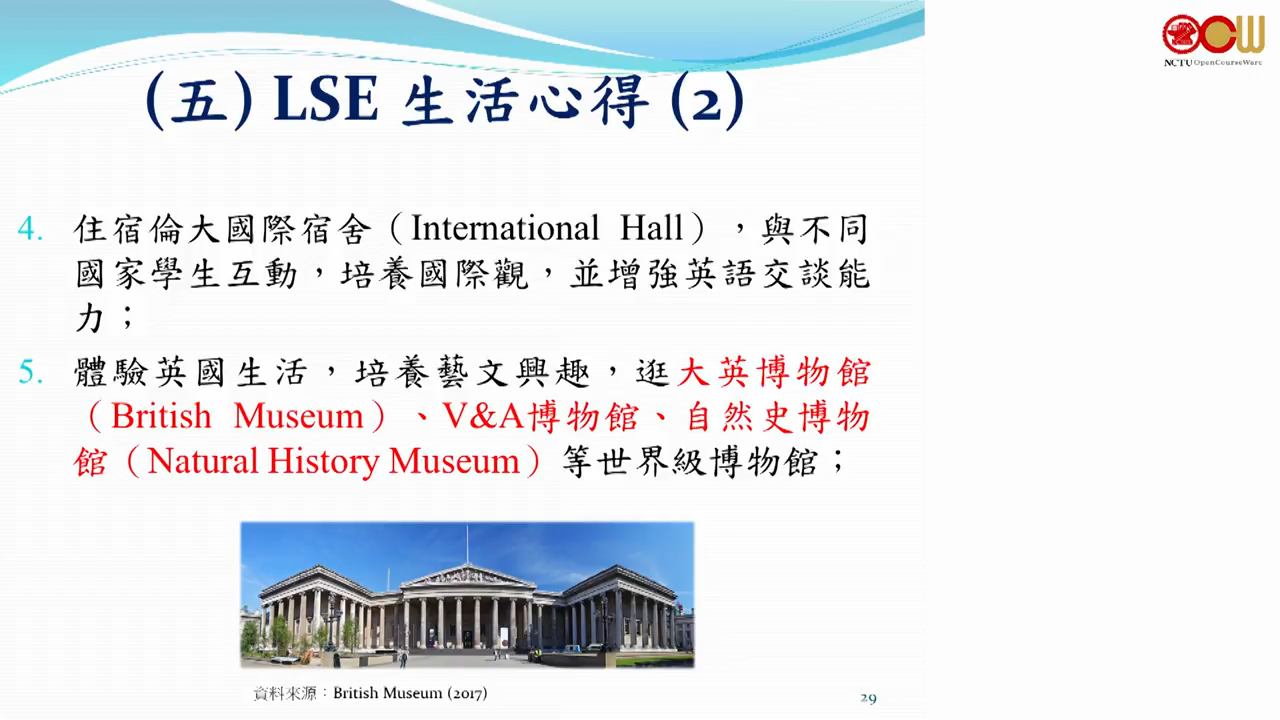 NCTU OpenCourseWare
(五) LSE 生活心得 (2)
4. 住宿倫大國際宿舍（International Hall），與不同
國家學生互動，培養國際觀，並增強英語交談能
力；
5. 體驗英國生活，培養藝文興趣，逛大英博物館
（British Museum）、V&A博物館、自然史博物
館（Natural History Museum）等世界級博物館；
資料來源：British Museum (2017)
29